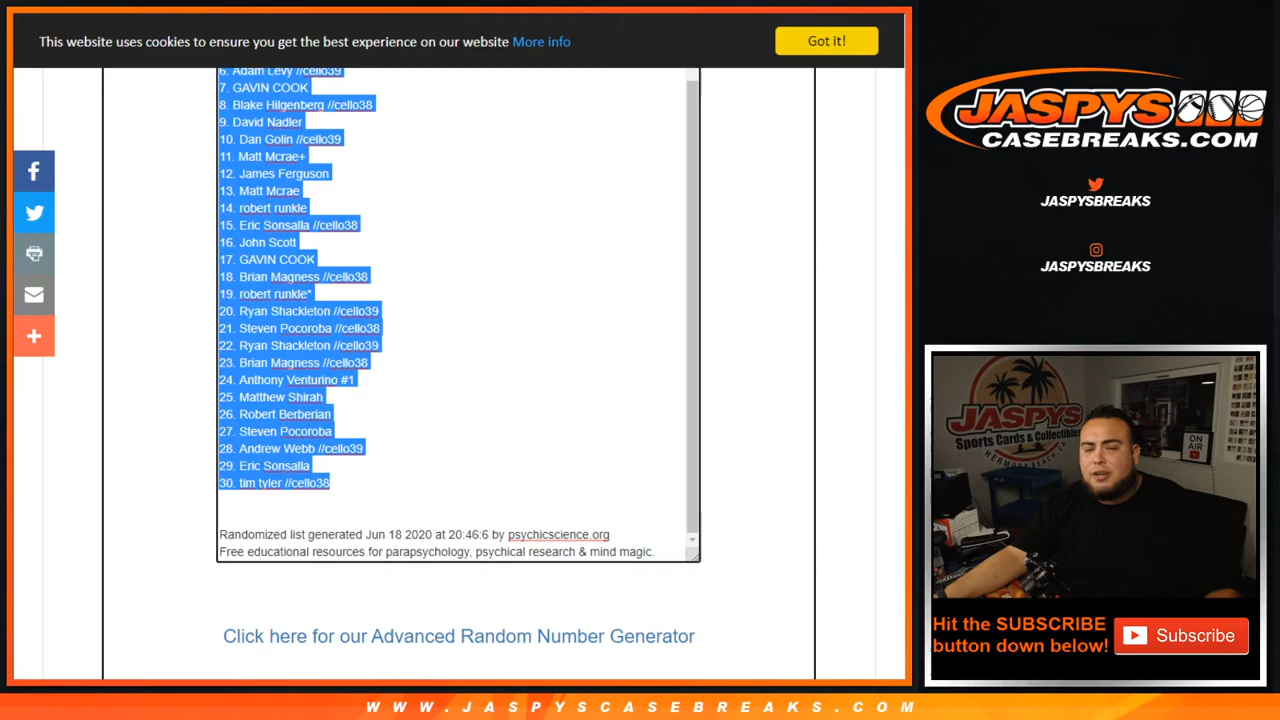 This website uses cookies to ensure you get the best experience on our website More info
Got it!
6. Adam Levy //cello39
7. GAVIN COOK
8. Blake Hilgenberg //cello38
9. David Nadler
10. Dan Golin //cello39
11. Matt Mcrae+
12. James Ferguson
13. Matt Mcrae
14. robert runkle
15. Eric Sonsalla //cello38
16. John Scott
17. GAVIN COOK
18. Brian Magness //cello38
19. robert runkle*
20. Ryan Shackleton //cello39
21. Steven Pocoroba //cello38
22. Ryan Shackleton //cello39
23. Brian Magness //cello38
24. Anthony Venturino #1
25. Matthew Shirah
26. Robert Berberian
27. Steven Pocoroba
28. Andrew Webb //cello39
29. Eric Sonsalla
30. tim tyler //cello38
Randomized list generated Jun 18 2020 at 20:46:6 by psychicscience.org
Free educational resources for parapsychology, psychical research & mind magic.
Click here for our Advanced Random Number Generator
JASPYS
CASEBREAKS.COM
JASPYSBREAKS
JASPYSBREAKS
JASPYS
Sports Cards & Collectibles
HERMOSA BEACH, CA
ON AIR
Hit the SUBSCRIBE
button down below!
Subscribe
WWW.JASPYSCASEBREAKS.COM